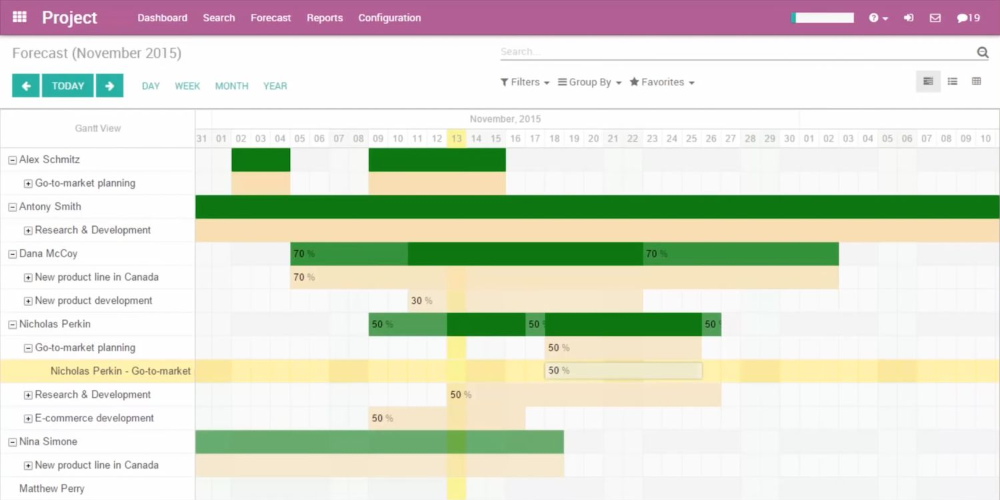 Project Dashboard Search Forecast Reports Configuration 19
Forecast (November 2015) Search...
TODAY DAY WEEK MONTH YEAR Filters Group By Favorites
Gantt View November, 2015
31 01 02 03 04 05 06 07 08 09 10 11 12 13 14 15 16 17 18 19 20 21 22 23 24 25 26 27 28 29 30 01 02 03 04 05 06 07 08 09 10
Alex Schmitz
Go-to-market planning
Antony Smith
Research & Development
Dana McCoy 70 % 70 %
New product line in Canada 70 %
New product development 30 %
Nicholas Perkin 50 % 50 50
Go-to-market planning 50 %
Nicholas Perkin - Go-to-market 50 %
Research & Development 50 %
E-commerce development 50 %
Nina Simone
New product line in Canada
Matthew Perry